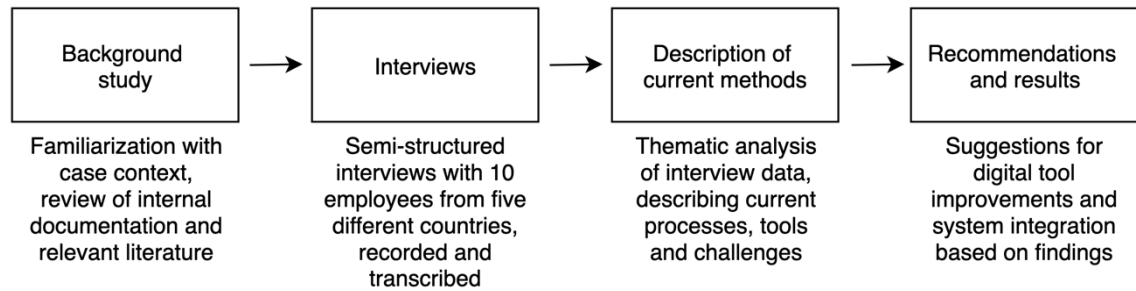 Background
study
Familiarization with
case context,
review of internal
documentation and
relevant literature
Interviews
Semi-structured
interviews with 10
employees from five
different countries,
recorded and
transcribed
Description of
current methods
Thematic analysis
of interview data,
describing current
processes, tools
and challenges
Recommendations
and results
Suggestions for
digital tool
improvements and
system integration
based on findings